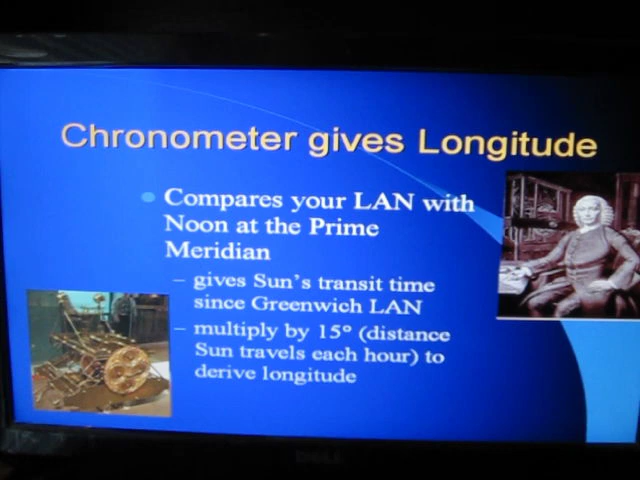 Chronometer gives Longitude
Compares your LAN with
Noon at the Prime
Meridian
– gives Sun's transit time
since Greenwich LAN
– multiply by 15° (distance
Sun travels each hour) to
derive longitude
DELL